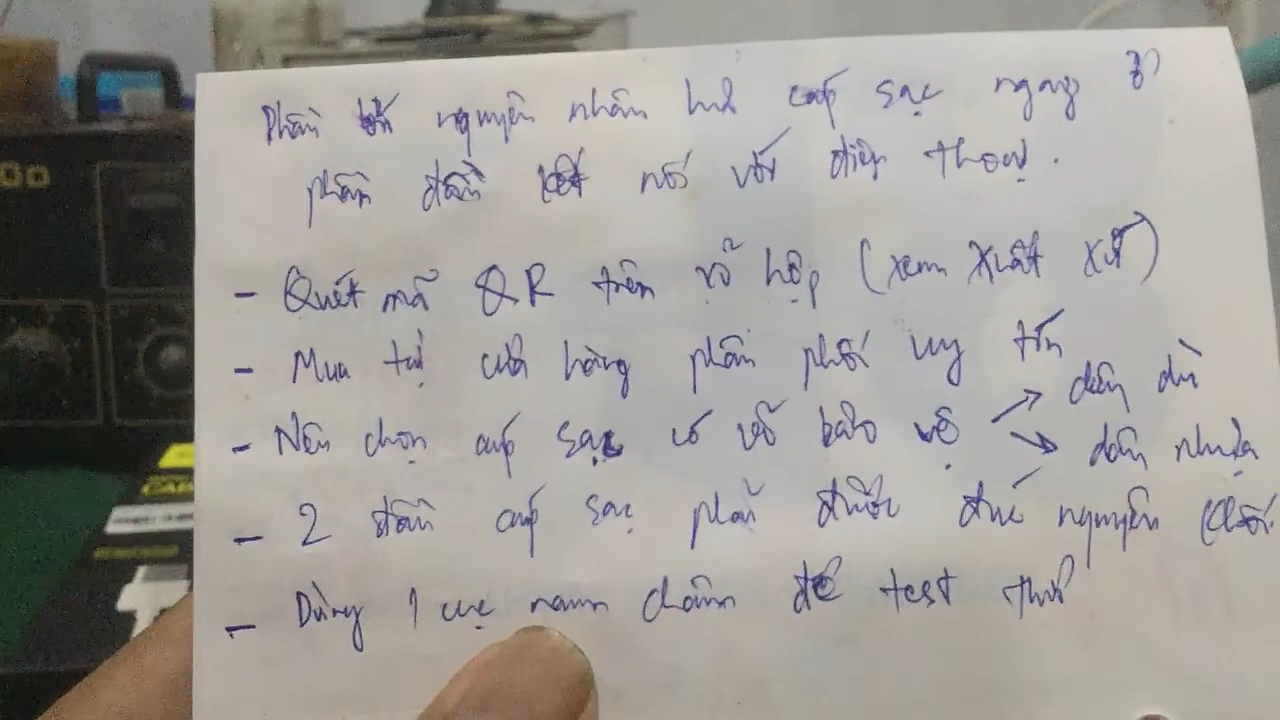 Phần lớn nguyên nhân hư cáp sạc ngay ở
phần đầu kết nối với điện thoại.
- Quét mã QR trên vỏ hộp (xem xuất xứ)
- Mua tại cửa hàng phân phối uy tín
- Nên chọn cáp sạc có vỏ bảo vệ → dây dù
→ dây nhựa
- 2 đầu cáp sạc phải được đúc nguyên khối
- Dùng 1 cục nam châm để test thử